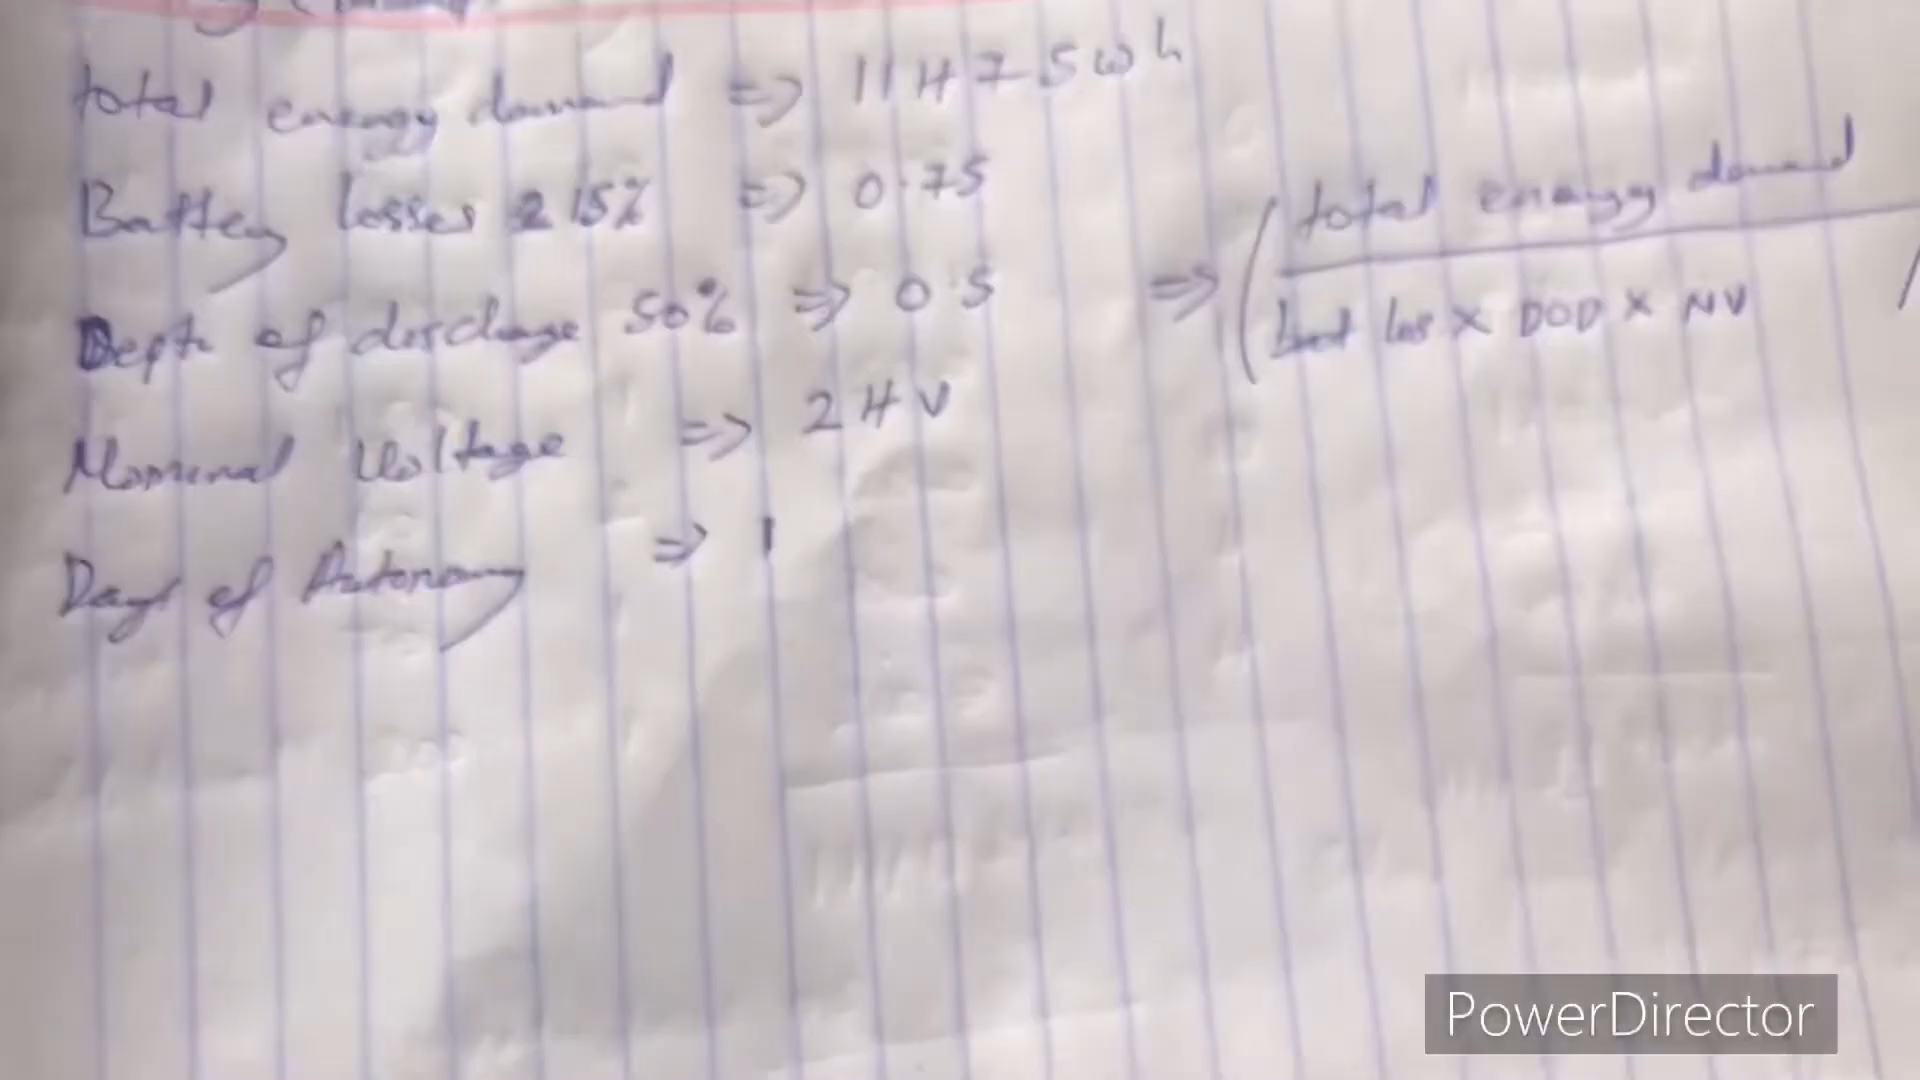 total energy demand => 11475wh
Battery losses 15% => 0.75
Depth of discharge 50% => 0.5
Nominal Voltage => 24V
Days of Autonomy => 1
=> ( total energy demand
bat los x DOD x NV
PowerDirector